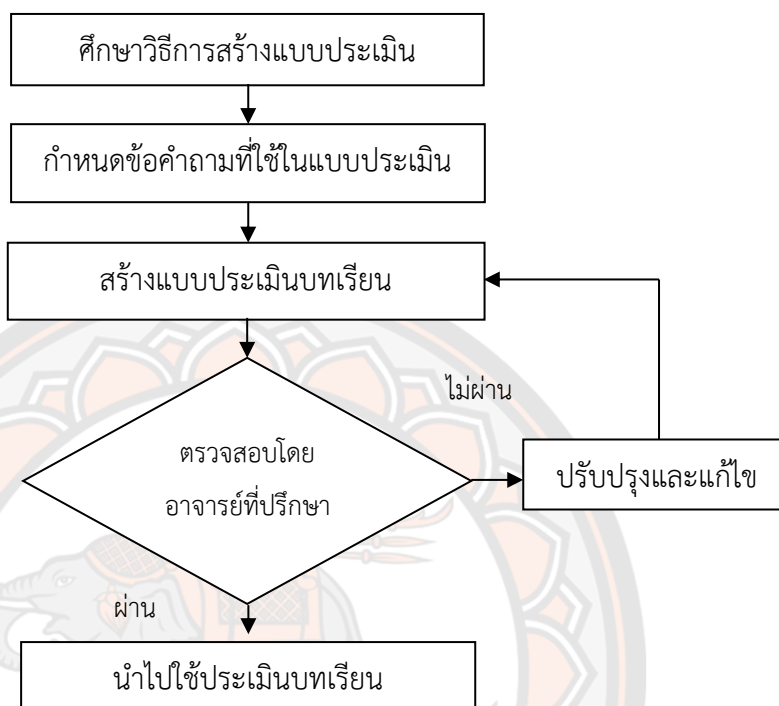 ศึกษาวิธีการสร้างแบบประเมิน
กำหนดข้อคำถามที่ใช้ในแบบประเมิน
สร้างแบบประเมินบทเรียน
ไม่ผ่าน
ตรวจสอบโดย
อาจารย์ที่ปรึกษา
ปรับปรุงและแก้ไข
ผ่าน
นำไปใช้ประเมินบทเรียน